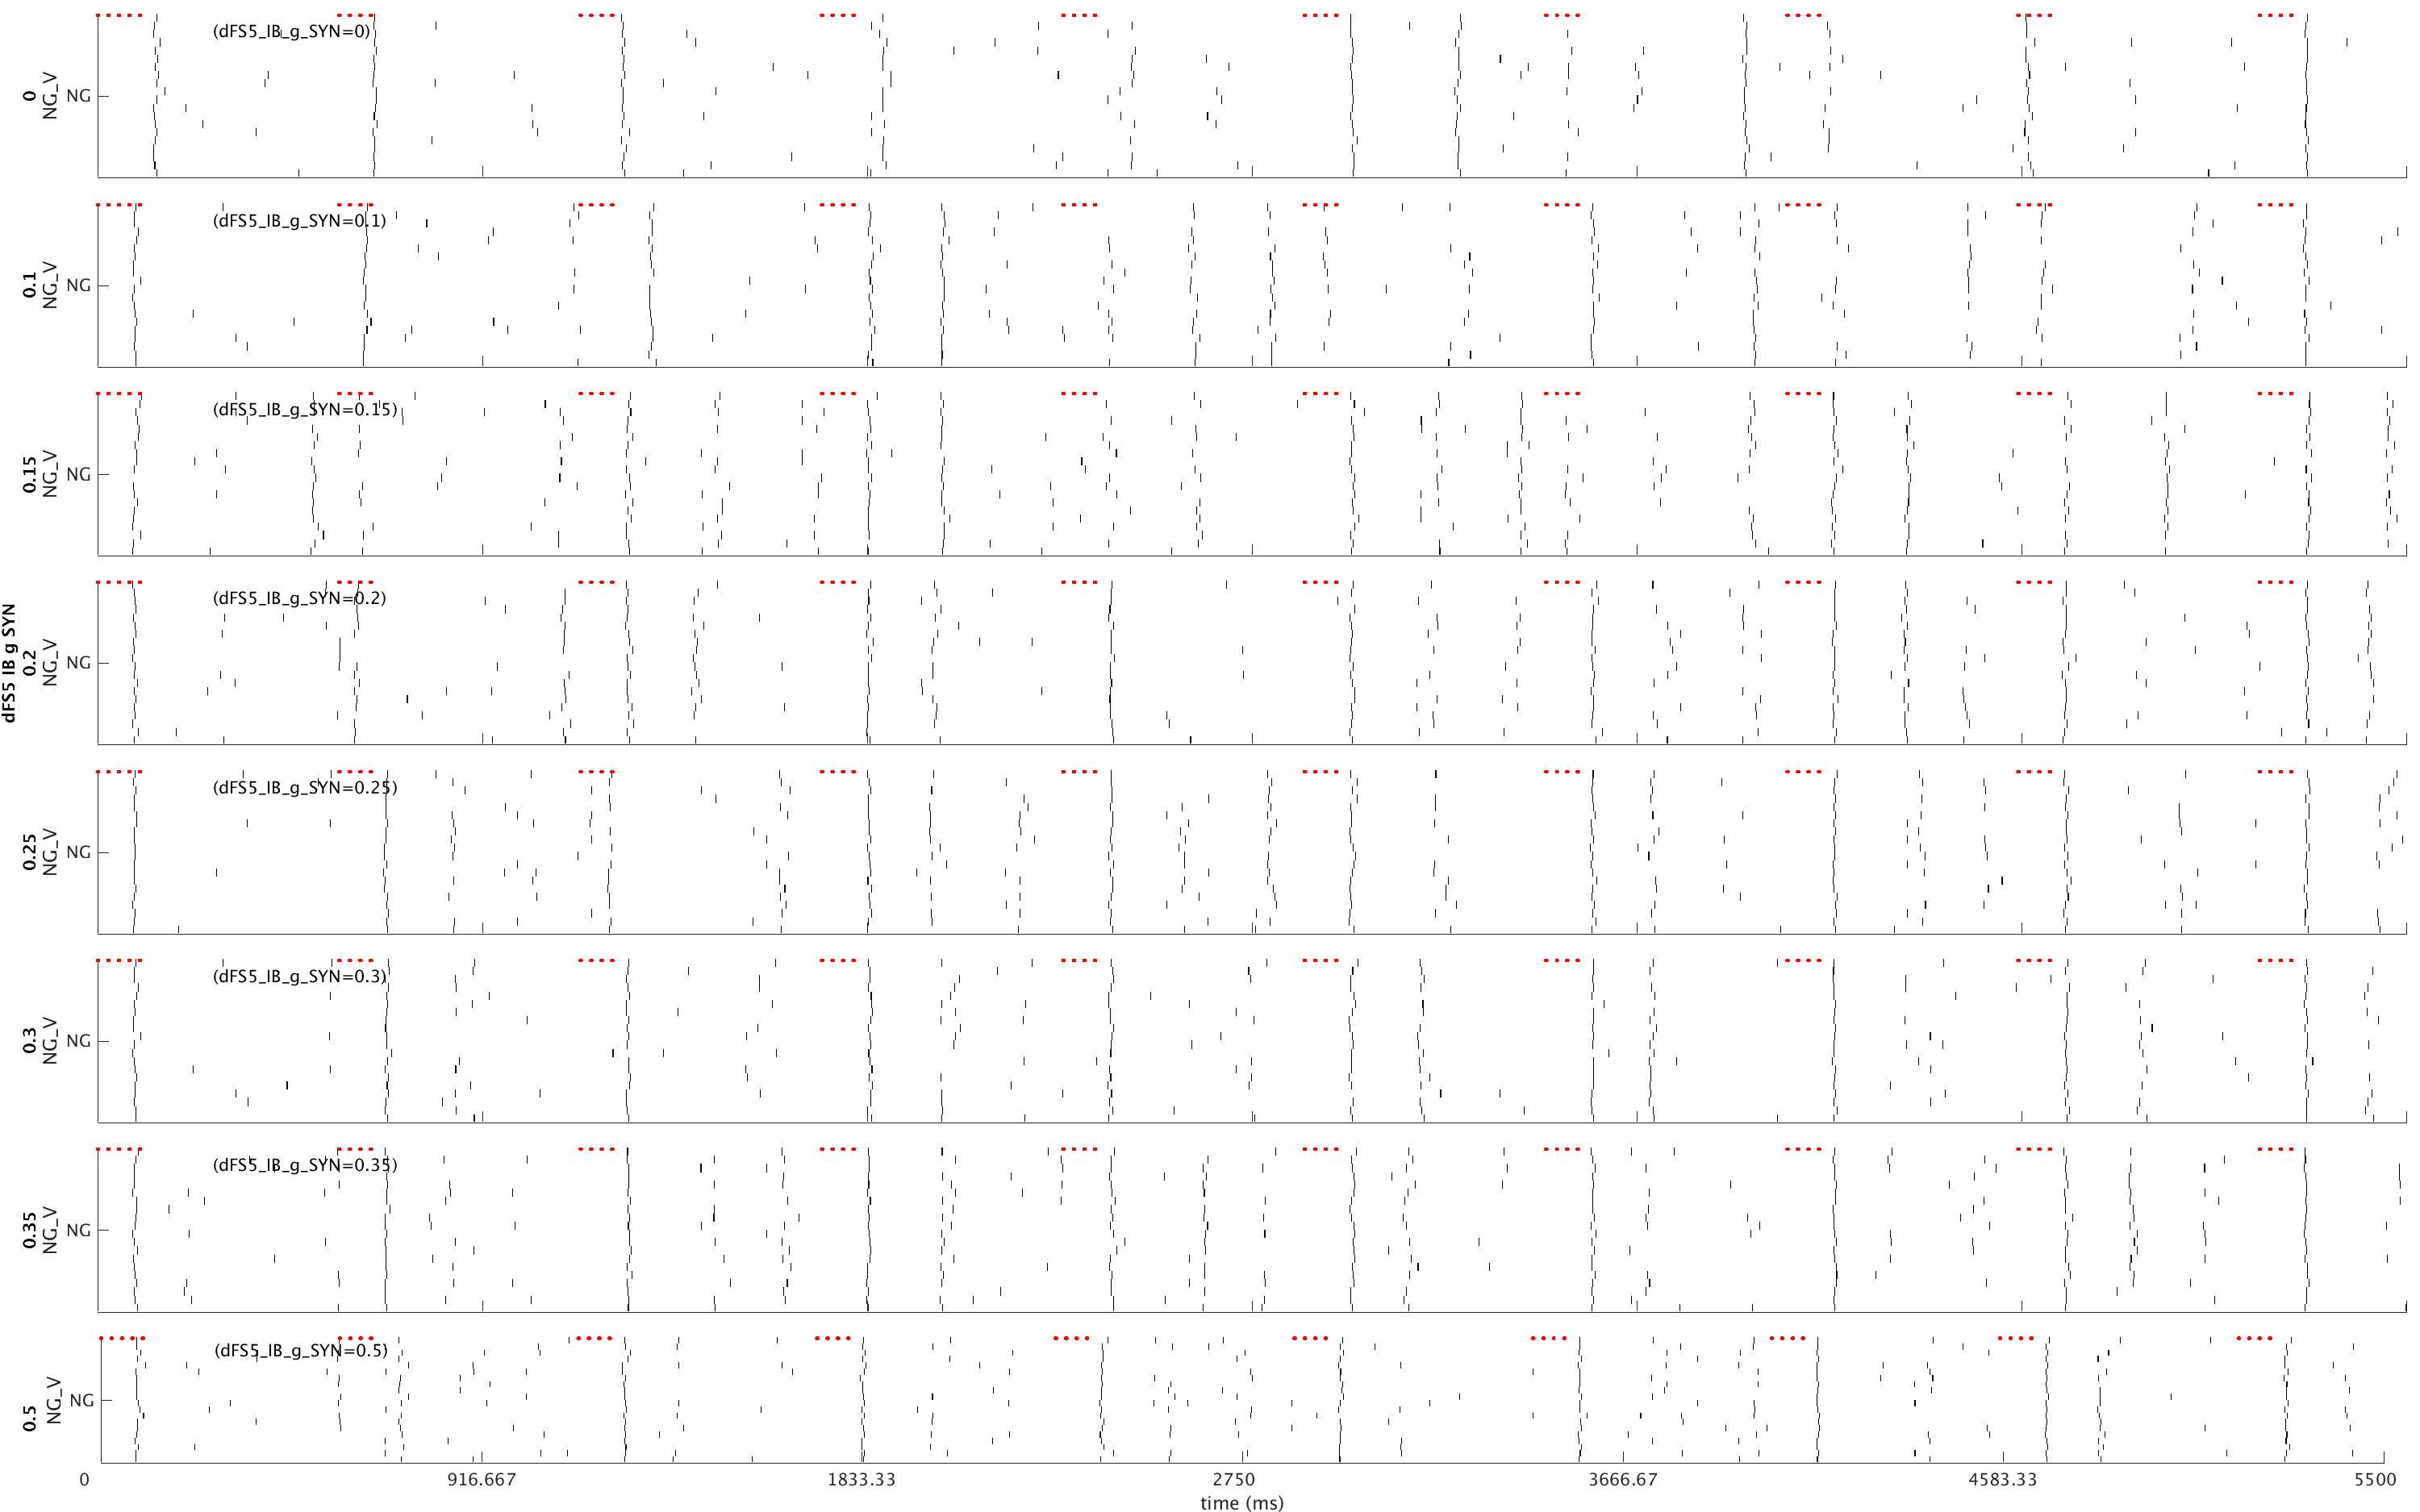 dFS5 IB g SYN
(dFS5_IB_g_SYN=0)
0
NG_V
NG
(dFS5_IB_g_SYN=0.1)
0.1
NG_V
NG
(dFS5_IB_g_SYN=0.15)
0.15
NG_V
NG
(dFS5_IB_g_SYN=0.2)
0.2
NG_V
NG
(dFS5_IB_g_SYN=0.25)
0.25
NG_V
NG
(dFS5_IB_g_SYN=0.3)
0.3
NG_V
NG
(dFS5_IB_g_SYN=0.35)
0.35
NG_V
NG
(dFS5_IB_g_SYN=0.5)
0.5
NG_V
NG
0 916.667 1833.33 2750 3666.67 4583.33 5500
time (ms)